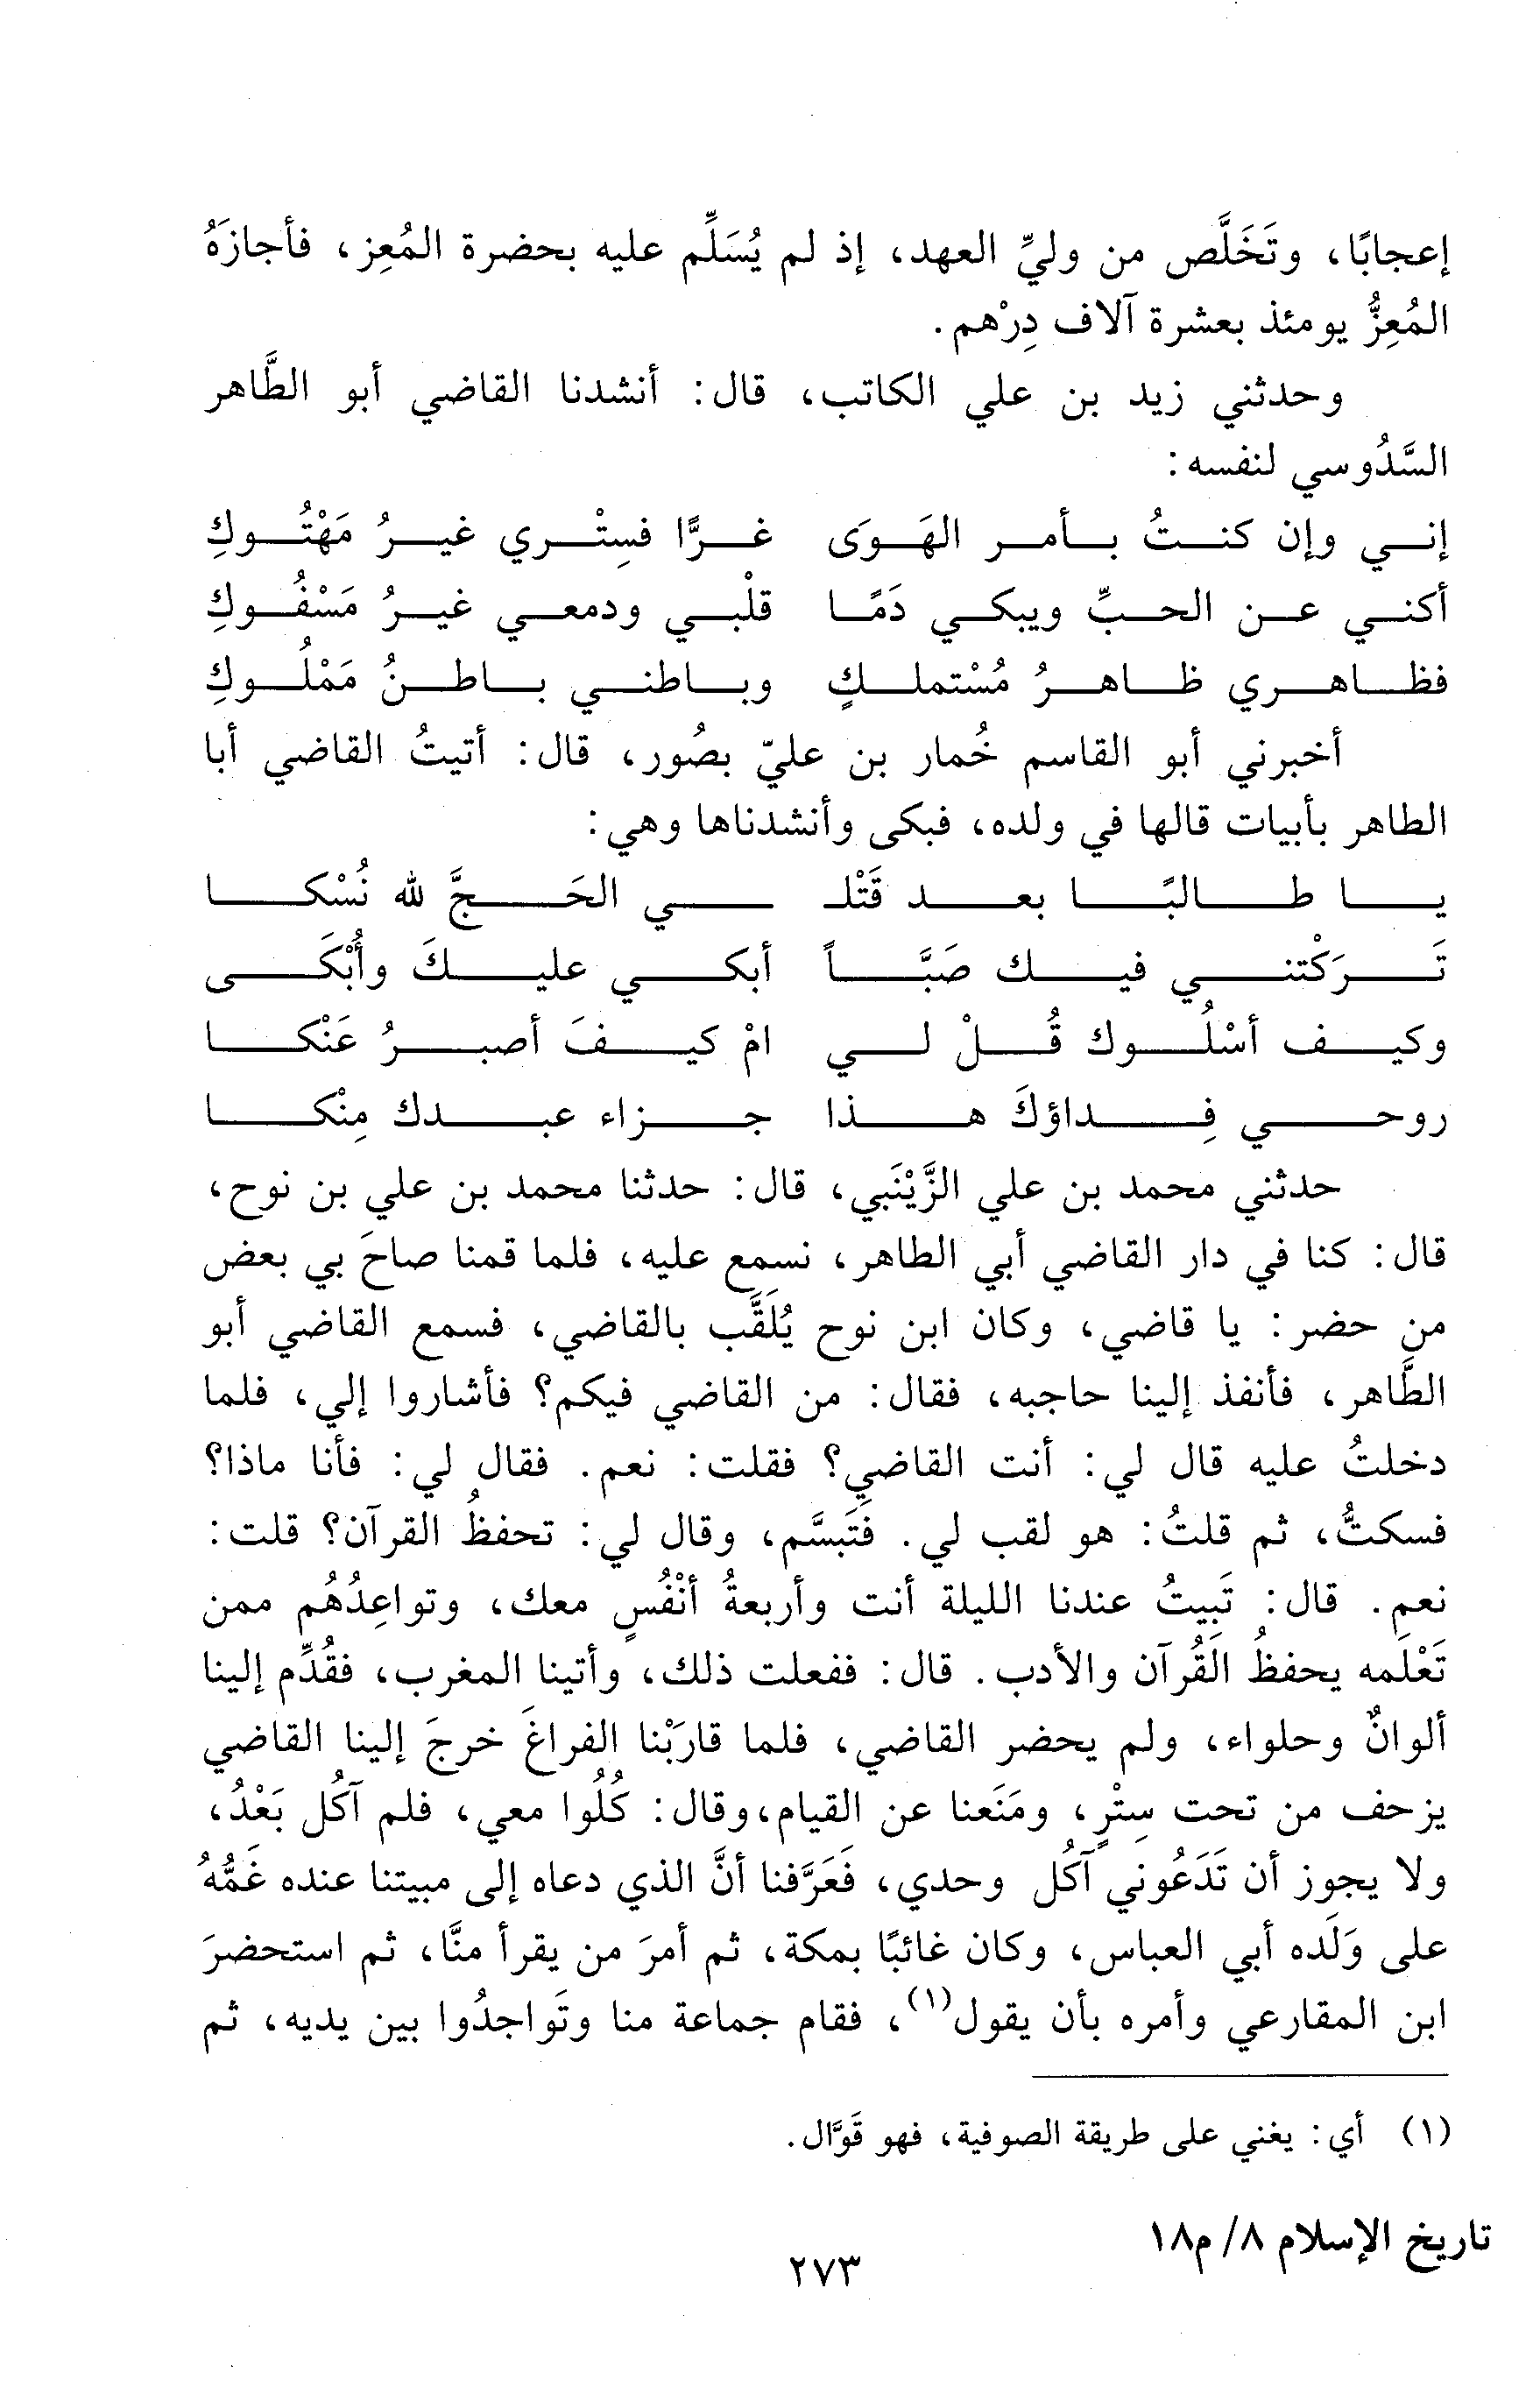 إعجابًا، وتَخَلَّص من وليِّ العهد، إذ لم يُسَلِّم عليه بحضرة المُعِز، فأجازَهُ
المُعِزُّ يومئذ بعشرة آلاف دِرْهم.
وحدثني زيد بن علي الكاتب، قال: أنشدنا القاضي أبو الطَّاهر
السَّدُوسي لنفسه:
إنـي وإن كنـتُ بـأمـر الهَـوَى غـرًّا فسِتْـري غيـرُ مَهْتُـوكِ
أكنـي عـن الحـبِّ ويبكـي دَمًـا قلْبـي ودمعـي غيـرُ مَسْفُـوكِ
فظـاهـري ظـاهـرُ مُسْتملـكٍ وبـاطنـي بـاطـنُ مَمْلُـوكِ
أخبرني أبو القاسم خُمار بن عليّ بصُور، قال: أتيتُ القاضي أبا
الطاهر بأبيات قالها في ولده، فبكى وأنشدناها وهي:
يـا طـالبًـا بعـد قَتْلـ ـي الحَـجَّ لله نُسْكـا
تَـرَكْتنـي فيـك صَبَّـاً أبكـي عليـكَ وأُبْكَـى
وكيـف أسْلُـوك قُـلْ لـي امْ كيـفَ أصبـرُ عَنْكـا
روحـي فِـداؤكَ هـذا جـزاء عبـدك مِنْكـا
حدثني محمد بن علي الزَّيْنَبي، قال: حدثنا محمد بن علي بن نوح،
قال: كنا في دار القاضي أبي الطاهر، نسمع عليه، فلما قمنا صاحَ بي بعض
من حضر: يا قاضي، وكان ابن نوح يُلَقَّب بالقاضي، فسمع القاضي أبو
الطَّاهر، فأنفذ إلينا حاجبه، فقال: من القاضي فيكم؟ فأشاروا إلي، فلما
دخلتُ عليه قال لي: أنت القاضي؟ فقلت: نعم. فقال لي: فأنا ماذا؟
فسكتُّ، ثم قلتُ: هو لقب لي. فَتَبسَّم، وقال لي: تحفظُ القرآن؟ قلت:
نعم. قال: تَبِيتُ عندنا الليلة أنت وأربعةُ أنْفُسٍ معك، وتواعِدُهُم ممن
تَعْلَمه يحفظُ القُرآن والأدب. قال: ففعلت ذلك، وأتينا المغرب، فقُدِّم إلينا
ألوانٌ وحلواء، ولم يحضر القاضي، فلما قارَبْنا الفراغَ خرجَ إلينا القاضي
يزحف من تحت سِتْرٍ، ومَنَعنا عن القيام،وقال: كُلُوا معي، فلم آكُل بَعْدُ،
ولا يجوز أن تَدَعُوني آكُل وحدي، فَعَرَّفنا أنَّ الذي دعاه إلى مبيتنا عنده غَمُّهُ
على وَلَده أبي العباس، وكان غائبًا بمكة، ثم أمرَ من يقرأ منَّا، ثم استحضرَ
ابن المقارعي وأمره بأن يقول(١)، فقام جماعة منا وتَواجدُوا بين يديه، ثم
(١) أي: يغني على طريقة الصوفية، فهو قَوَّال.
تاريخ الإسلام ٨/ م١٨
٢٧٣